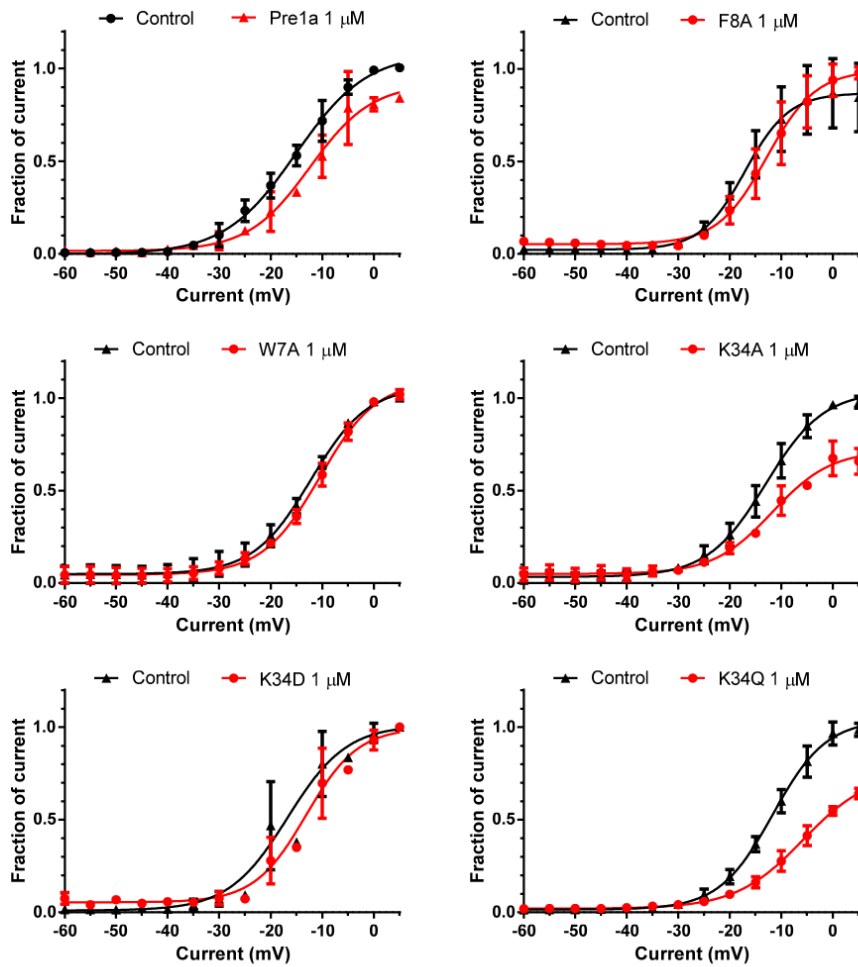 Control Pre1a 1 μM
Fraction of current
1.0
0.5
0.0
-60 -50 -40 -30 -20 -10 0
Current (mV)
Control F8A 1 μM
Fraction of current
1.0
0.5
0.0
-60 -50 -40 -30 -20 -10 0
Current (mV)
Control W7A 1 μM
Fraction of current
1.0
0.5
0.0
-60 -50 -40 -30 -20 -10 0
Current (mV)
Control K34A 1 μM
Fraction of current
1.0
0.5
0.0
-60 -50 -40 -30 -20 -10 0
Current (mV)
Control K34D 1 μM
Fraction of current
1.0
0.5
0.0
-60 -50 -40 -30 -20 -10 0
Current (mV)
Control K34Q 1 μM
Fraction of current
1.0
0.5
0.0
-60 -50 -40 -30 -20 -10 0
Current (mV)